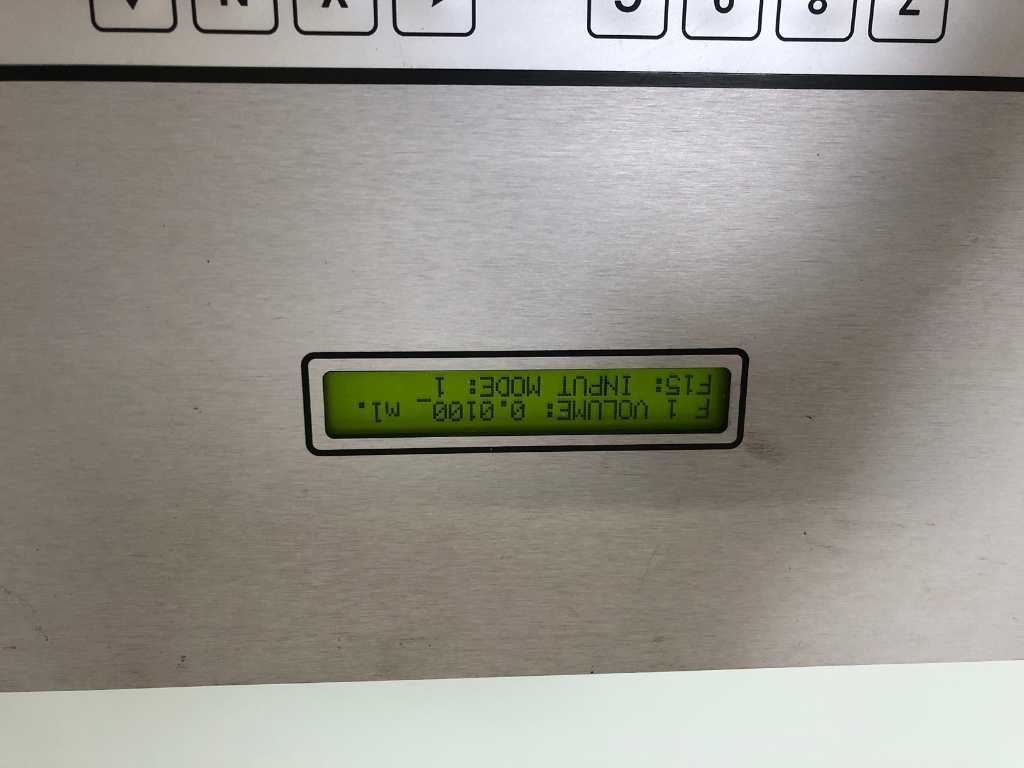 F 1 VOLUME: 0.0100_ ml.
F15: INPUT MODE: 1